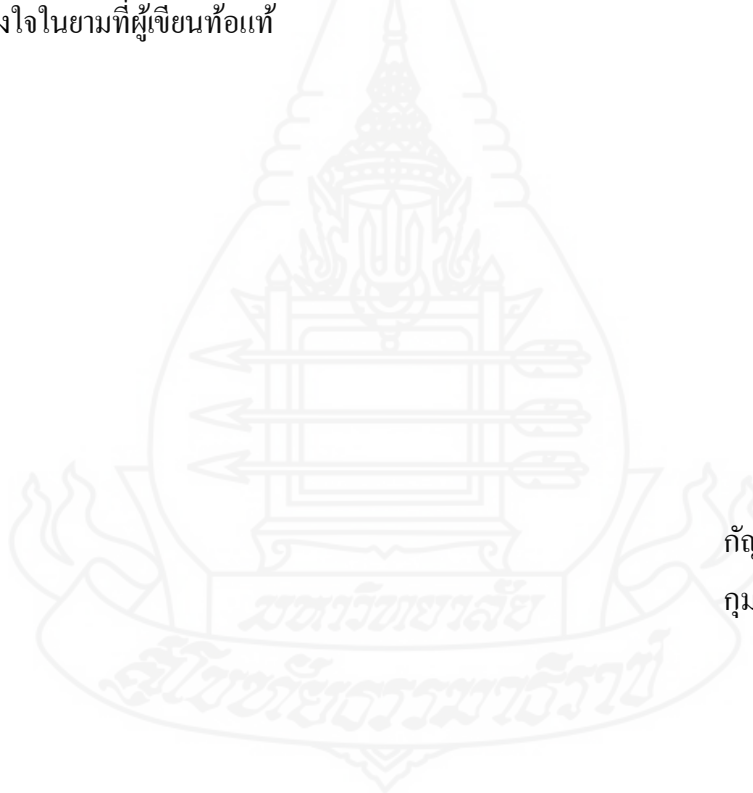 งใจในยามที่ผู้เขียนท้อแท้
กัญ
กุม
มหาวิทยาลัย
สุโขทัยธรรมาธิราช